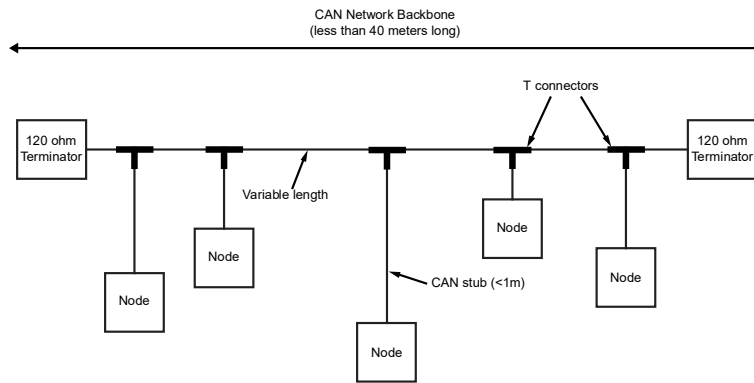 CAN Network Backbone
(less than 40 meters long)
T connectors
120 ohm
Terminator
120 ohm
Terminator
Variable length
Node
Node
Node
CAN stub (<1m)
Node
Node